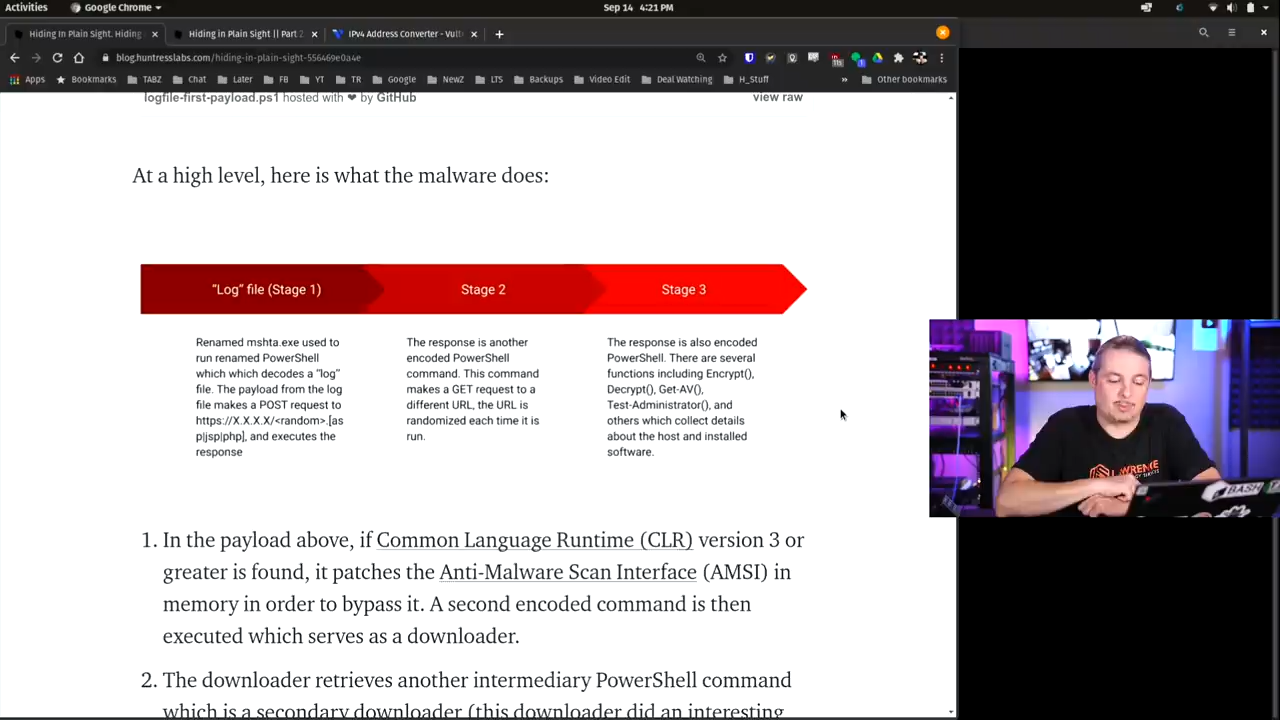 Activities
Google Chrome
Sep 14 4:21 PM
Hiding In Plain Sight. Hiding
Hiding in Plain Sight || Part 2
IPv4 Address Converter - Vult
blog.huntresslabs.com/hiding-in-plain-sight-556469e0a4e
Apps
Bookmarks
TABZ
Chat
Later
FB
YT
TR
Google
NewZ
LTS
Backups
Video Edit
Deal Watching
H_Stuff
»
Other bookmarks
logfile-first-payload.ps1 hosted with ❤ by GitHub
view raw
At a high level, here is what the malware does:
"Log" file (Stage 1)
Stage 2
Stage 3
Renamed mshta.exe used to
run renamed PowerShell
which which decodes a "log"
file. The payload from the log
file makes a POST request to
https://X.X.X.X/<random>.[as
p|jsp|php], and executes the
response
The response is another
encoded PowerShell
command. This command
makes a GET request to a
different URL, the URL is
randomized each time it is
run.
The response is also encoded
PowerShell. There are several
functions including Encrypt(),
Decrypt(), Get-AV(),
Test-Administrator(), and
others which collect details
about the host and installed
software.
1. In the payload above, if Common Language Runtime (CLR) version 3 or
greater is found, it patches the Anti-Malware Scan Interface (AMSI) in
memory in order to bypass it. A second encoded command is then
executed which serves as a downloader.
2. The downloader retrieves another intermediary PowerShell command
which is a secondary downloader (this downloader did an interesting
LAWRENCE
BASH